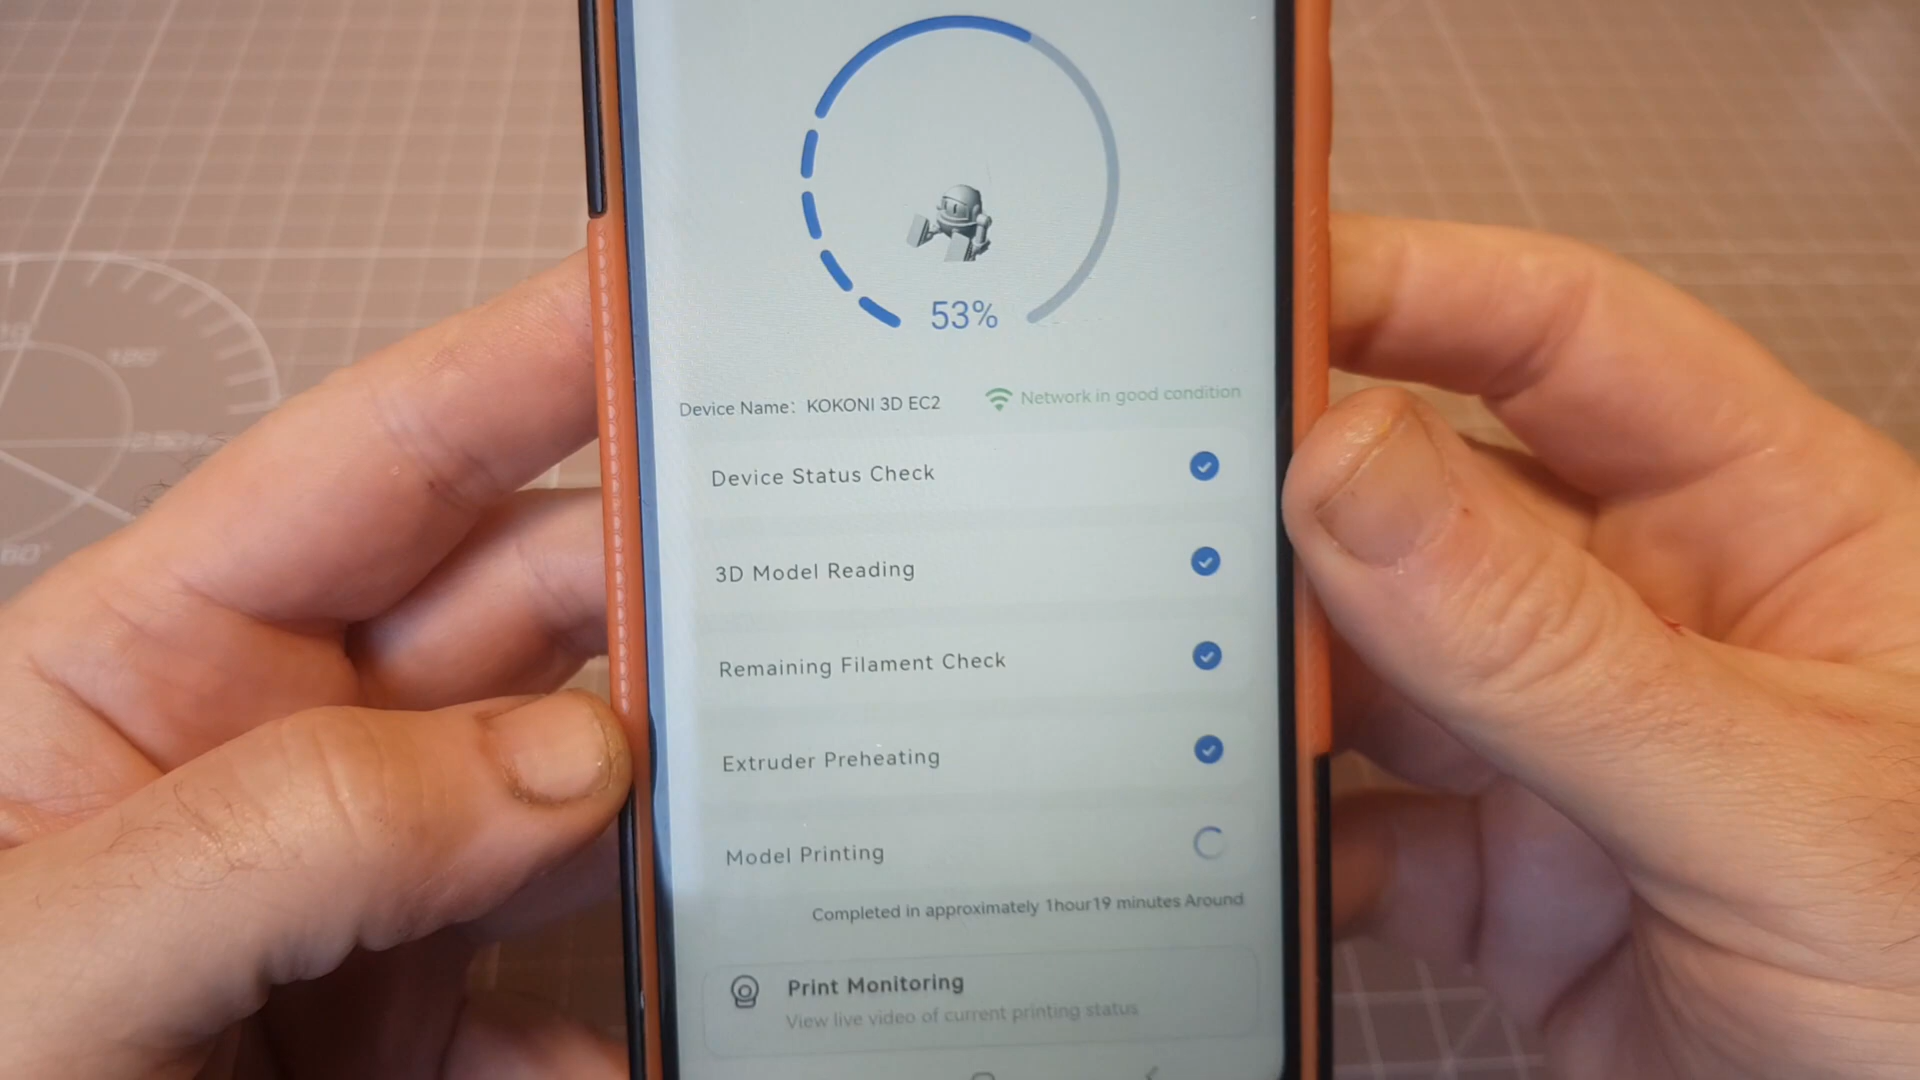 53%
Device Name: KOKONI 3D EC2
Network in good condition
Device Status Check
3D Model Reading
Remaining Filament Check
Extruder Preheating
Model Printing
Completed in approximately 1hour19 minutes Around
Print Monitoring
View live video of current printing status